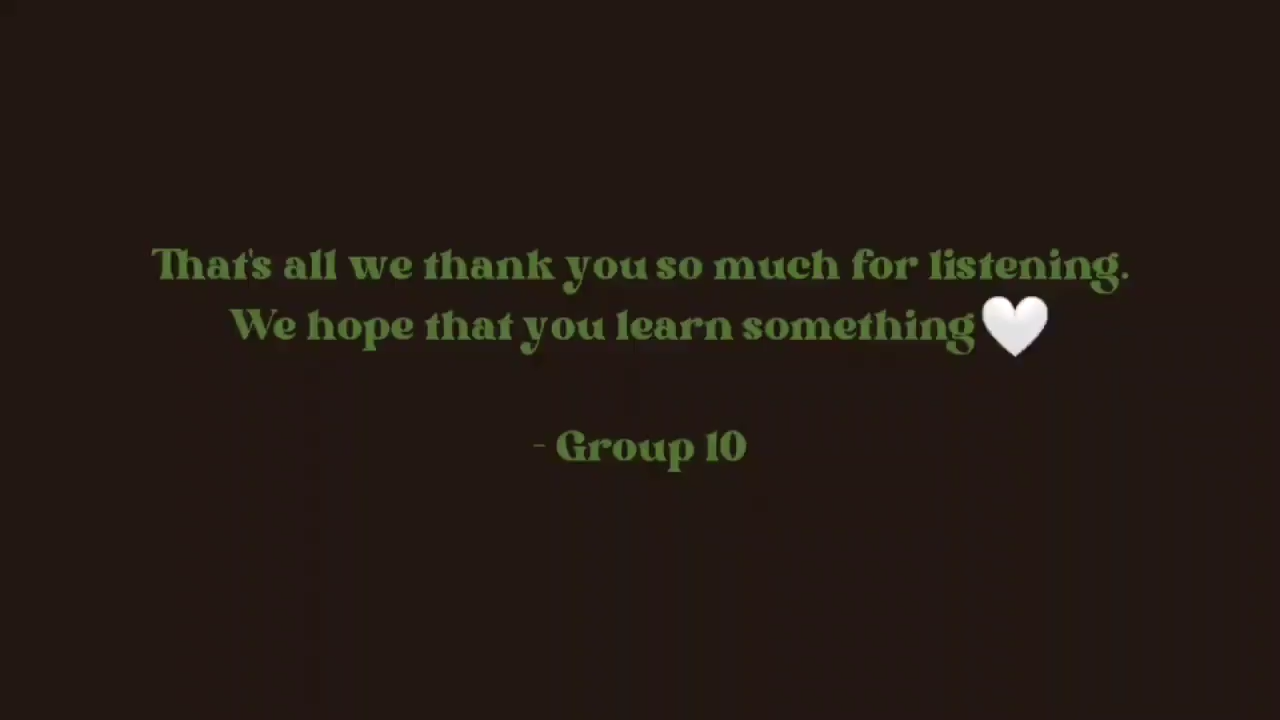 That's all we thank you so much for listening.
We hope that you learn something🤍
- Group 10